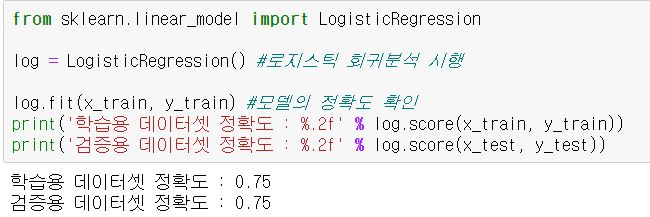 from sklearn.linear_model import LogisticRegression
log = LogisticRegression() #로지스틱 회귀분석 시행
log.fit(x_train, y_train) #모델의 정확도 확인
print('학습용 데이터셋 정확도 : %.2f' % log.score(x_train, y_train))
print('검증용 데이터셋 정확도 : %.2f' % log.score(x_test, y_test))
학습용 데이터셋 정확도 : 0.75
검증용 데이터셋 정확도 : 0.75